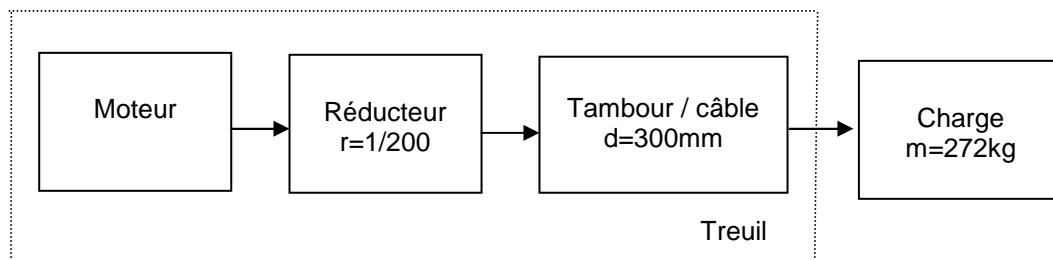 Moteur
Réducteur
r=1/200
Tambour / câble
d=300mm
Charge
m=272kg
Treuil